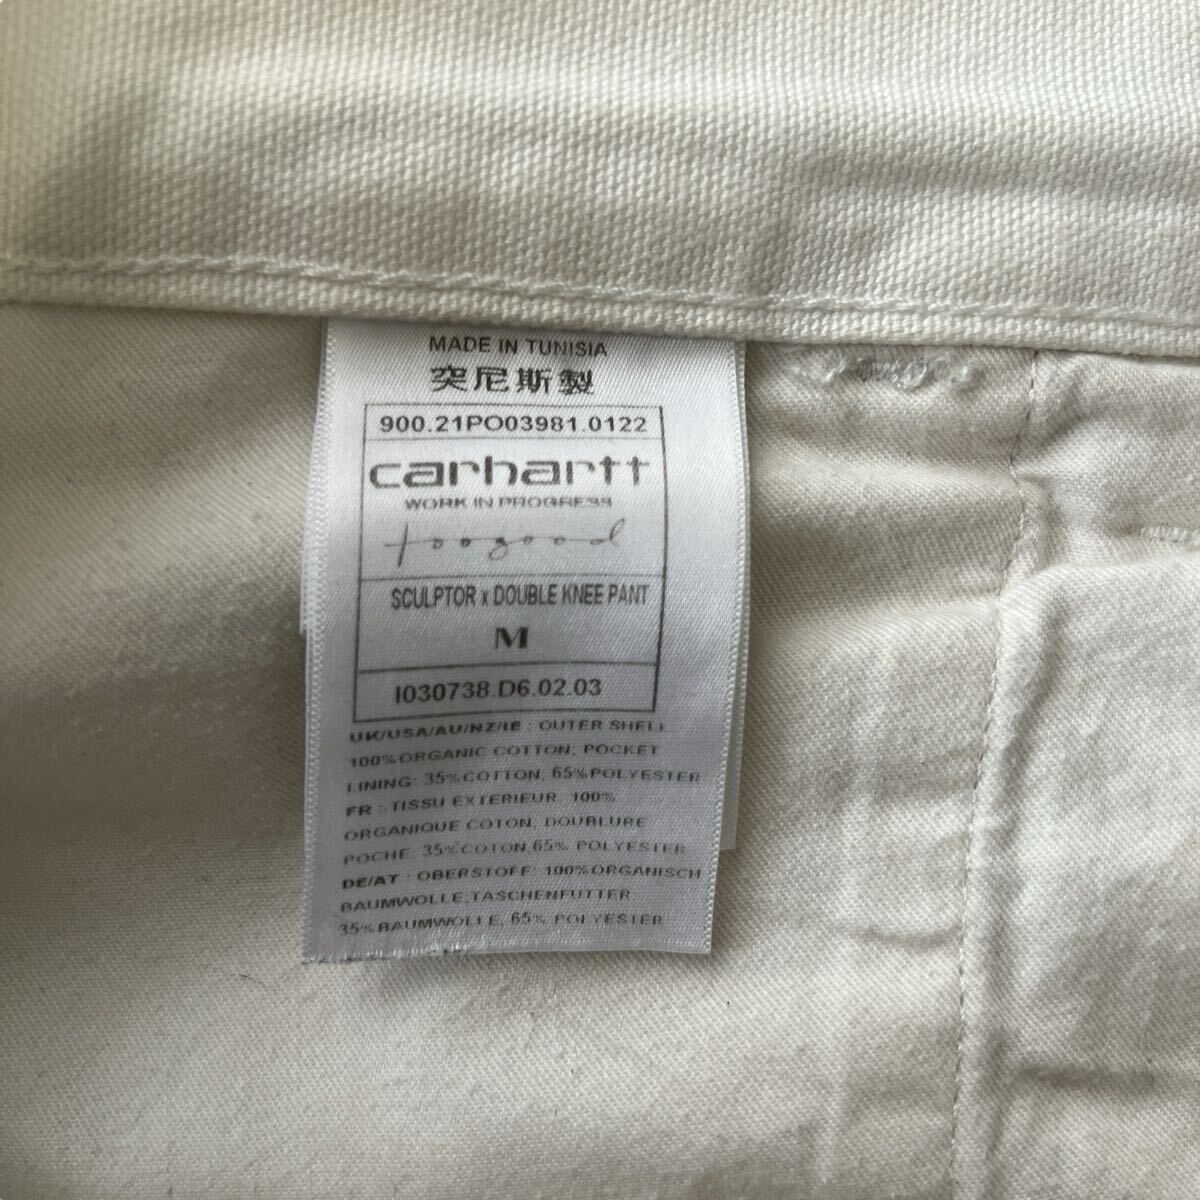 MADE IN TUNISIA
突尼斯製
900.21PO03981.0122
carhartt
WORK IN PROGRESS
toogood
SCULPTOR x DOUBLE KNEE PANT
M
I030738.D6.02.03
UK/USA/AU/NZ/IE : OUTER SHELL
100% ORGANIC COTTON; POCKET
LINING: 35% COTTON, 65% POLYESTER
FR : TISSU EXTERIEUR: 100%
ORGANIQUE COTON, DOUBLURE
POCHE: 35% COTON, 65% POLYESTER
DE/AT : OBERSTOFF: 100% ORGANISCH
BAUMWOLLE; TASCHENFUTTER:
35% BAUMWOLLE, 65% POLYESTER